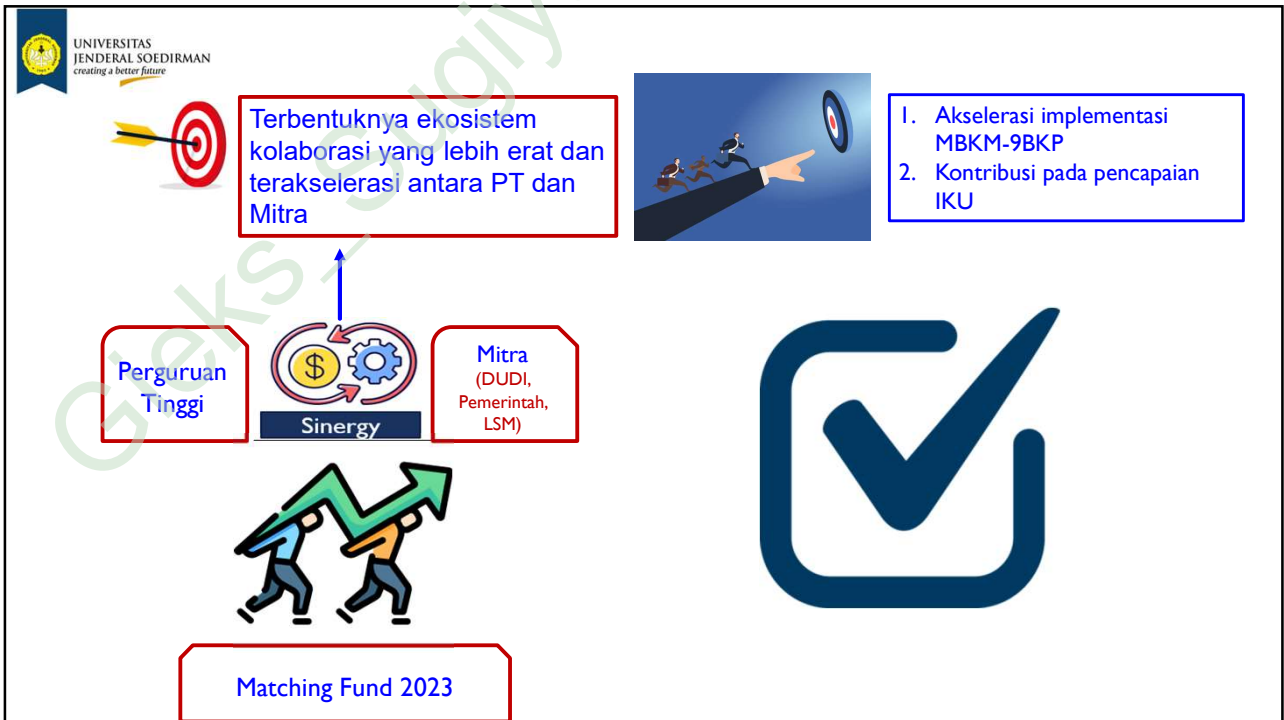 UNIVERSITAS
JENDERAL SOEDIRMAN
creating a better future
Terbentuknya ekosistem
kolaborasi yang lebih erat dan
terakselerasi antara PT dan
Mitra
1. Akselerasi implementasi
MBKM-9BKP
2. Kontribusi pada pencapaian
IKU
Perguruan
Tinggi
$
Sinergy
Mitra
(DUDI,
Pemerintah,
LSM)
Matching Fund 2023
Gleks_Sugiy